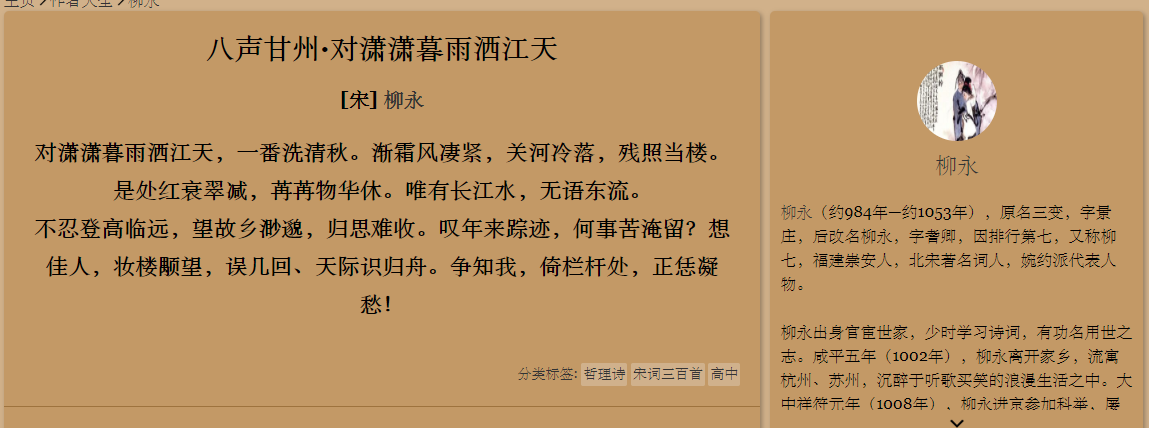 主页 / 作者大全 / 柳永
八声甘州·对潇潇暮雨洒江天
[宋] 柳永
对潇潇暮雨洒江天，一番洗清秋。渐霜风凄紧，关河冷落，残照当楼。
是处红衰翠减，苒苒物华休。唯有长江水，无语东流。
不忍登高临远，望故乡渺邈，归思难收。叹年来踪迹，何事苦淹留？想
佳人，妆楼颙望，误几回、天际识归舟。争知我，倚栏杆处，正恁凝
愁！
分类标签: 哲理诗 宋词三百首 高中
柳永
柳永（约984年—约1053年），原名三变，字景
庄，后改名柳永，字耆卿，因排行第七，又称柳
七，福建崇安人，北宋著名词人，婉约派代表人
物。
柳永出身官宦世家，少时学习诗词，有功名用世之
志。咸平五年（1002年），柳永离开家乡，流寓
杭州、苏州，沉醉于听歌买笑的浪漫生活之中。大
中祥符元年（1008年），柳永进京参加科举，屡